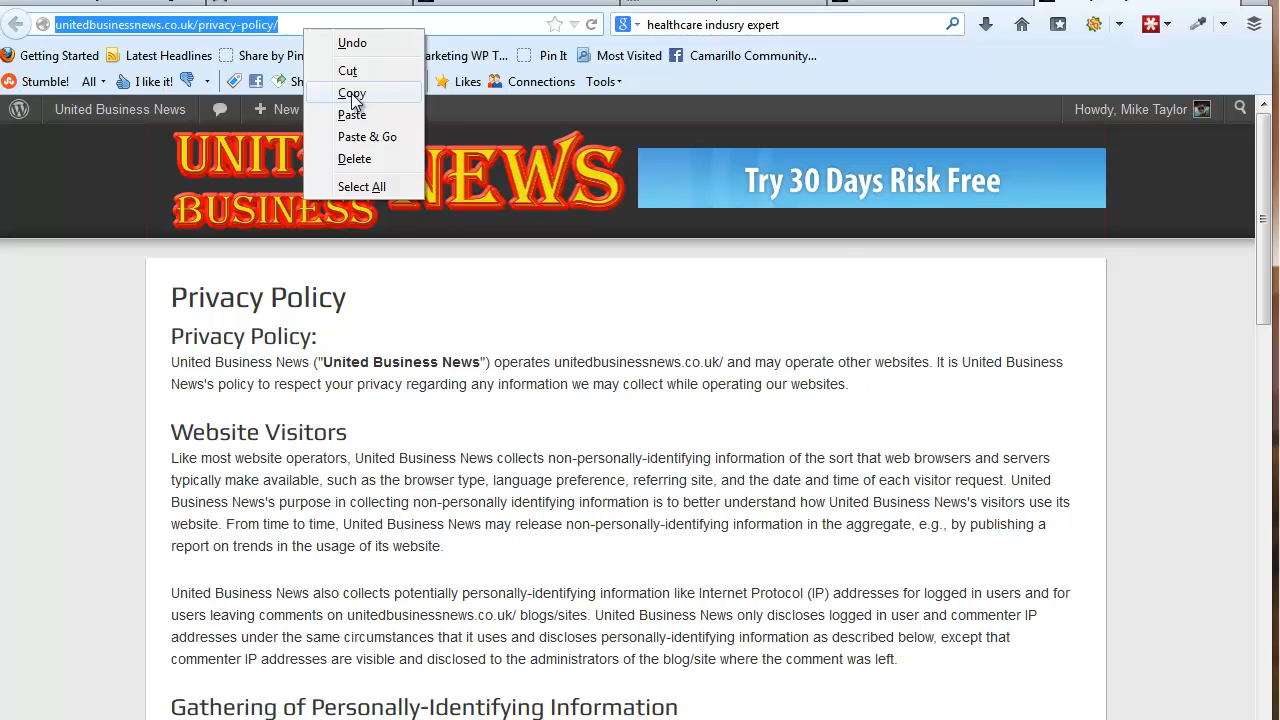 unitedbusinessnews.co.uk/privacy-policy/
healthcare indusry expert
Undo
Cut
Copy
Paste
Paste & Go
Delete
Select All
Getting Started Latest Headlines Share by Pin arketing WP T... Pin It Most Visited Camarillo Community...
Stumble! All I like it! Sh Likes Connections Tools
United Business News + New Howdy, Mike Taylor
UNIT
BUSINESS
NEWS
Try 30 Days Risk Free
Privacy Policy
Privacy Policy:
United Business News ("United Business News") operates unitedbusinessnews.co.uk/ and may operate other websites. It is United Business
News's policy to respect your privacy regarding any information we may collect while operating our websites.
Website Visitors
Like most website operators, United Business News collects non-personally-identifying information of the sort that web browsers and servers
typically make available, such as the browser type, language preference, referring site, and the date and time of each visitor request. United
Business News's purpose in collecting non-personally identifying information is to better understand how United Business News's visitors use its
website. From time to time, United Business News may release non-personally-identifying information in the aggregate, e.g., by publishing a
report on trends in the usage of its website.
United Business News also collects potentially personally-identifying information like Internet Protocol (IP) addresses for logged in users and for
users leaving comments on unitedbusinessnews.co.uk/ blogs/sites. United Business News only discloses logged in user and commenter IP
addresses under the same circumstances that it uses and discloses personally-identifying information as described below, except that
commenter IP addresses are visible and disclosed to the administrators of the blog/site where the comment was left.
Gathering of Personally-Identifying Information